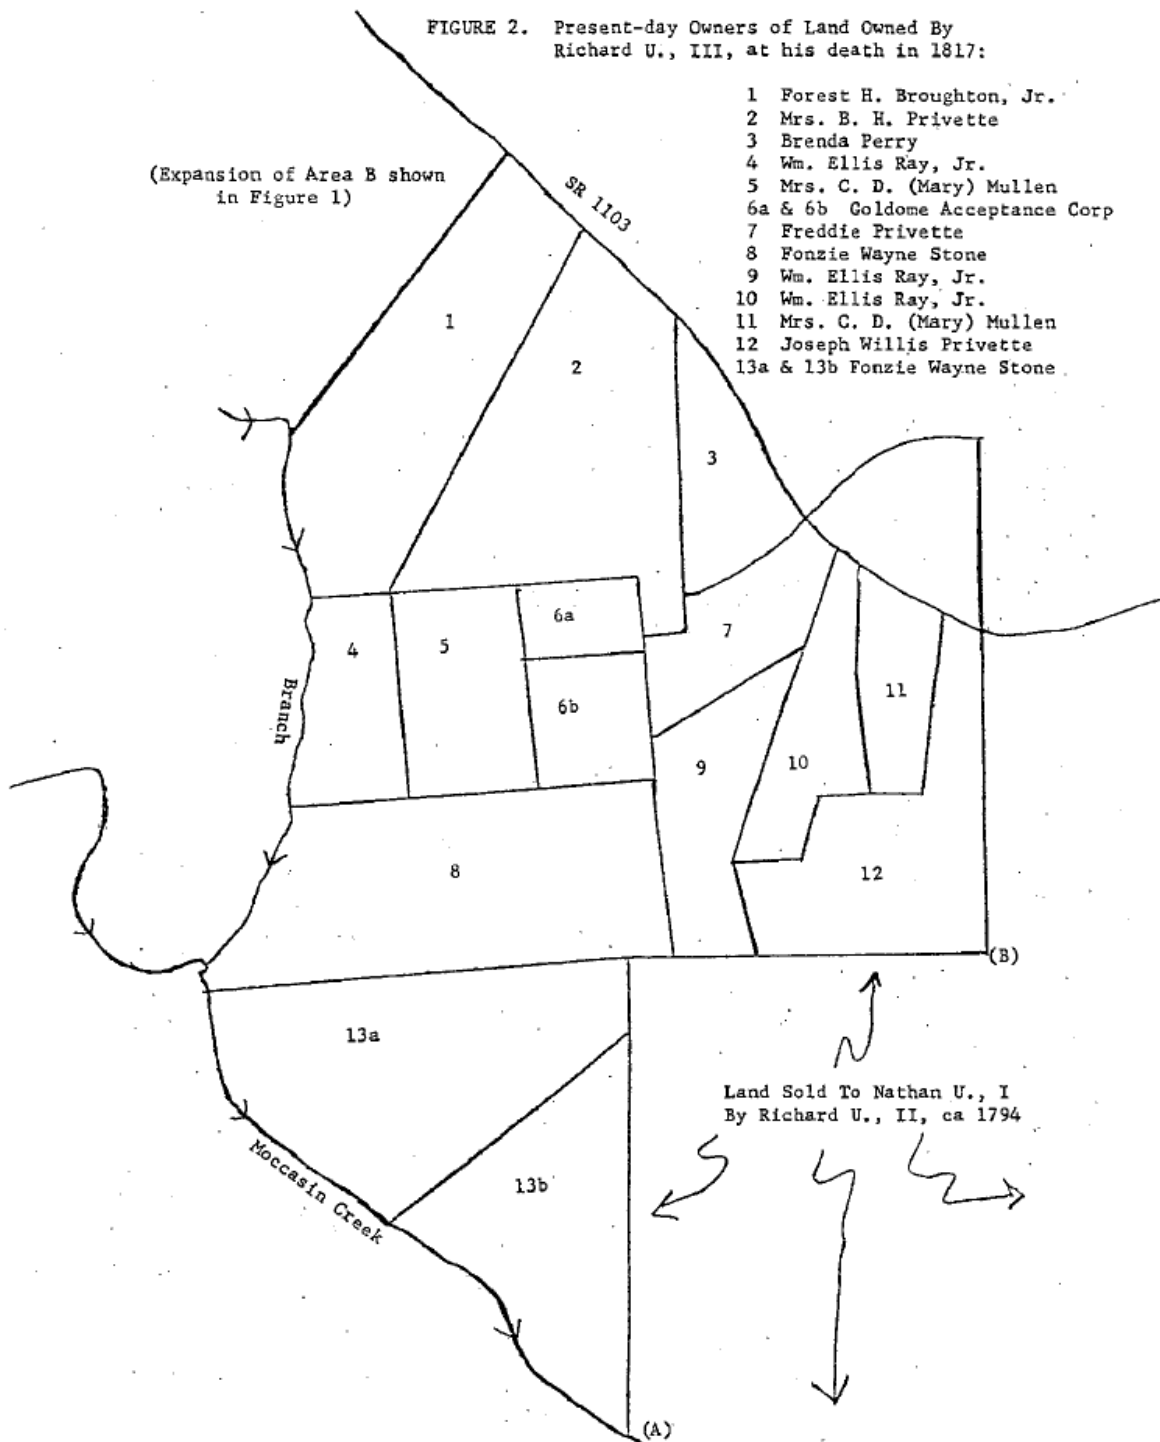 FIGURE 2. Present-day Owners of Land Owned By
Richard U., III, at his death in 1817:
1 Forest H. Broughton, Jr.
2 Mrs. B. H. Privette
3 Brenda Perry
4 Wm. Ellis Ray, Jr.
5 Mrs. C. D. (Mary) Mullen
6a & 6b Goldome Acceptance Corp
7 Freddie Privette
8 Fonzie Wayne Stone
9 Wm. Ellis Ray, Jr.
10 Wm. Ellis Ray, Jr.
11 Mrs. C. D. (Mary) Mullen
12 Joseph Willis Privette
13a & 13b Fonzie Wayne Stone
(Expansion of Area B shown
in Figure 1)
SR 1103
1
2
3
4
5
6a
6b
7
8
9
10
11
12
Branch
(B)
13a
13b
Moccasin Creek
Land Sold To Nathan U., I
By Richard U., II, ca 1794
(A)